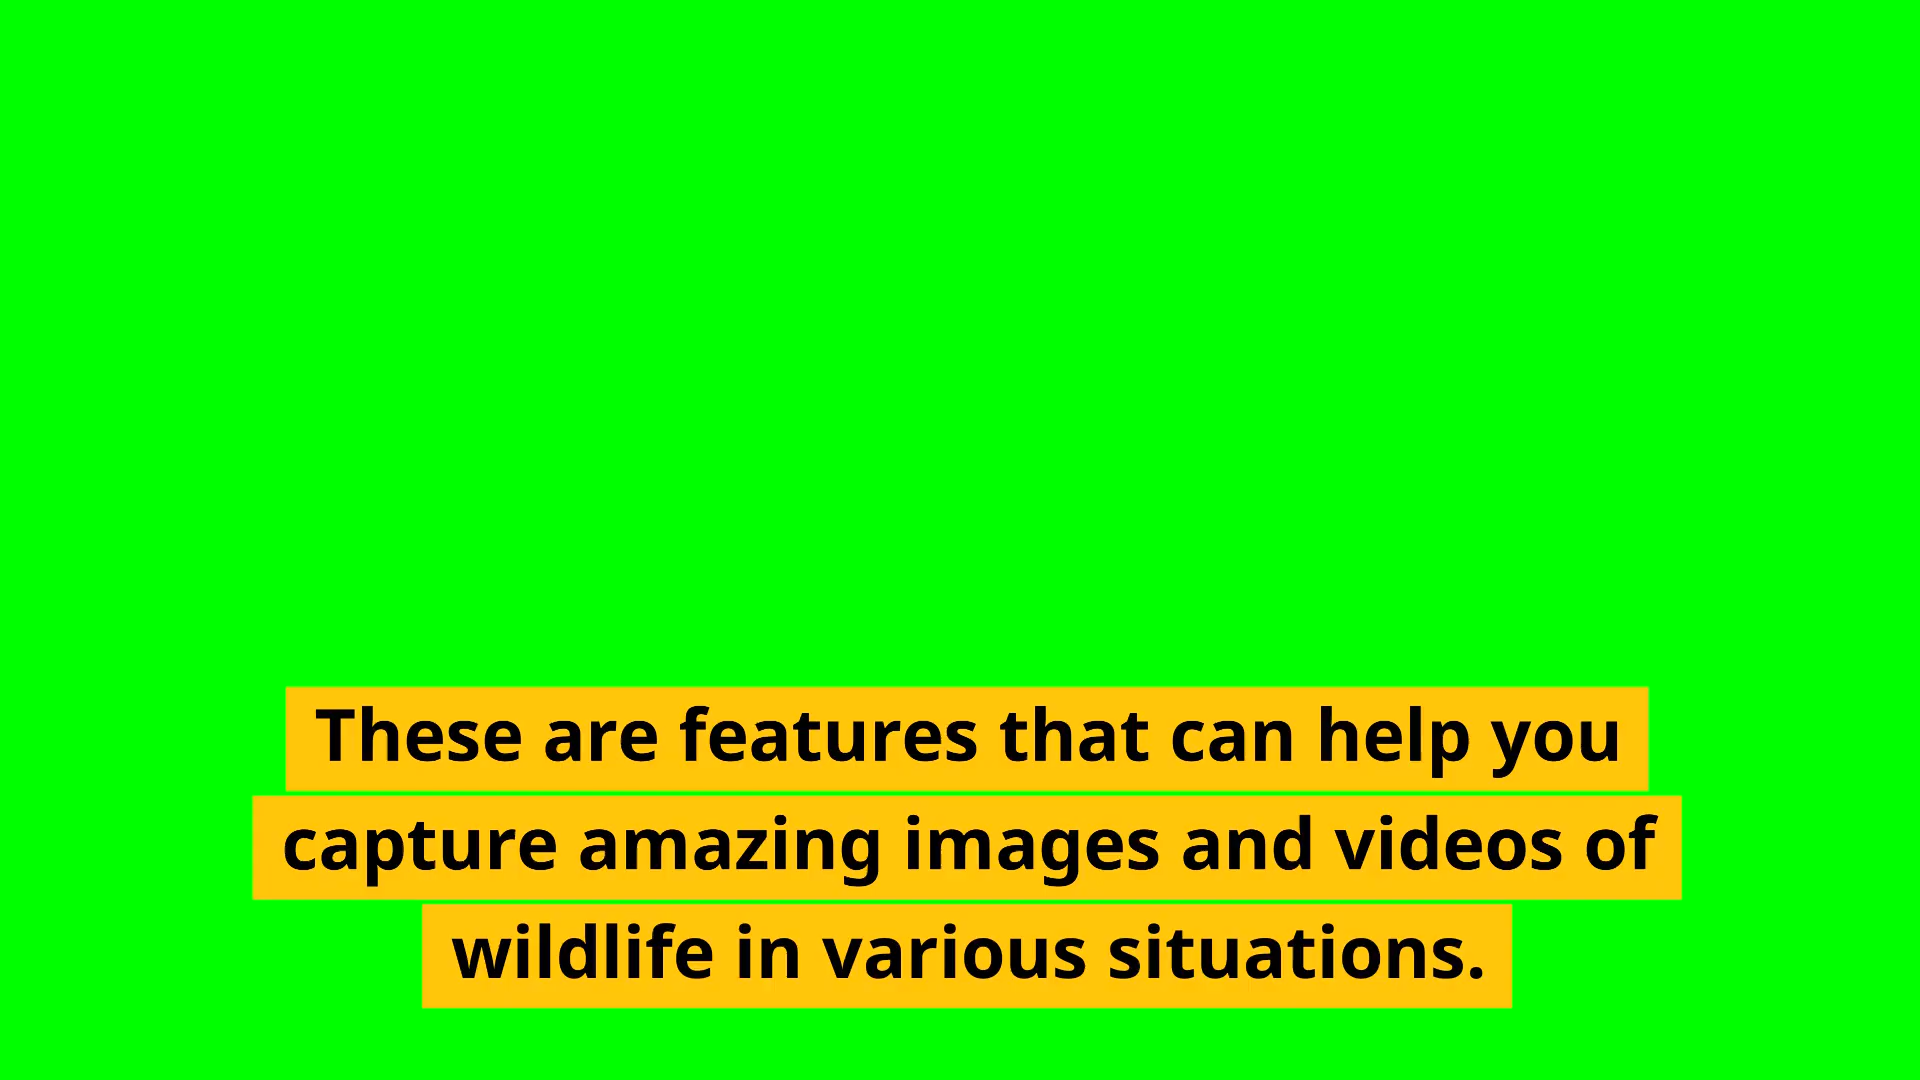 These are features that can help you
capture amazing images and videos of
wildlife in various situations.